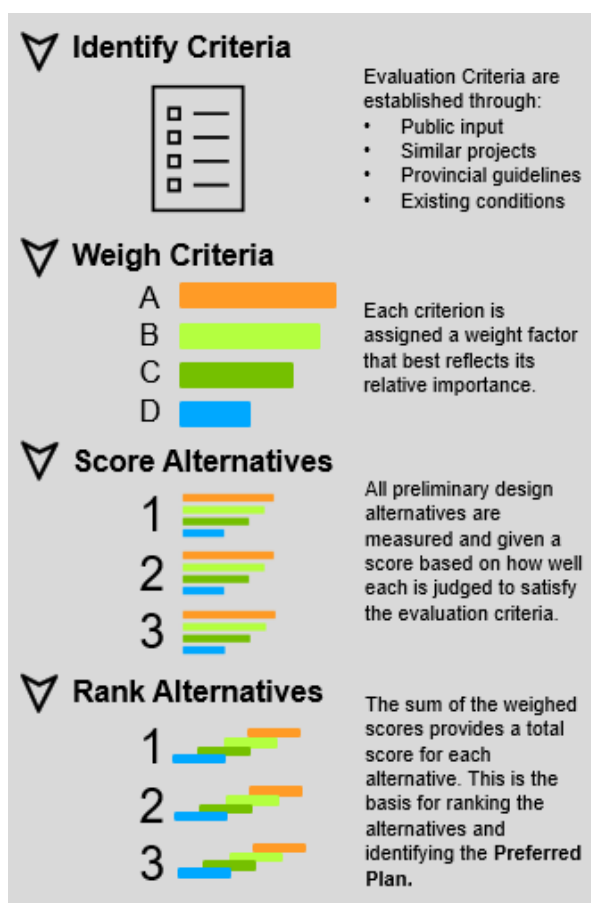 Identify Criteria
Evaluation Criteria are
established through:
• Public input
• Similar projects
• Provincial guidelines
• Existing conditions
Weigh Criteria
A
B
C
D
Each criterion is
assigned a weight factor
that best reflects its
relative importance.
Score Alternatives
1
2
3
All preliminary design
alternatives are
measured and given a
score based on how well
each is judged to satisfy
the evaluation criteria.
Rank Alternatives
1
2
3
The sum of the weighed
scores provides a total
score for each
alternative. This is the
basis for ranking the
alternatives and
identifying the Preferred
Plan.